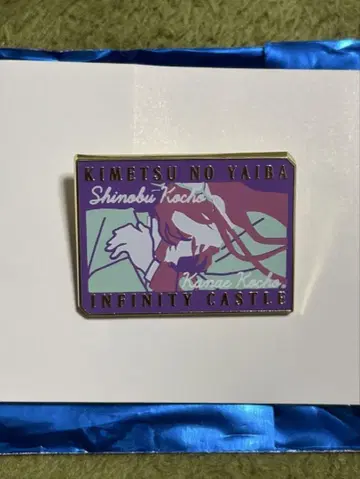 KIMETSU NO YAIBA
Shinobu Kocho
Kanae Kocho
INFINITY CASTLE